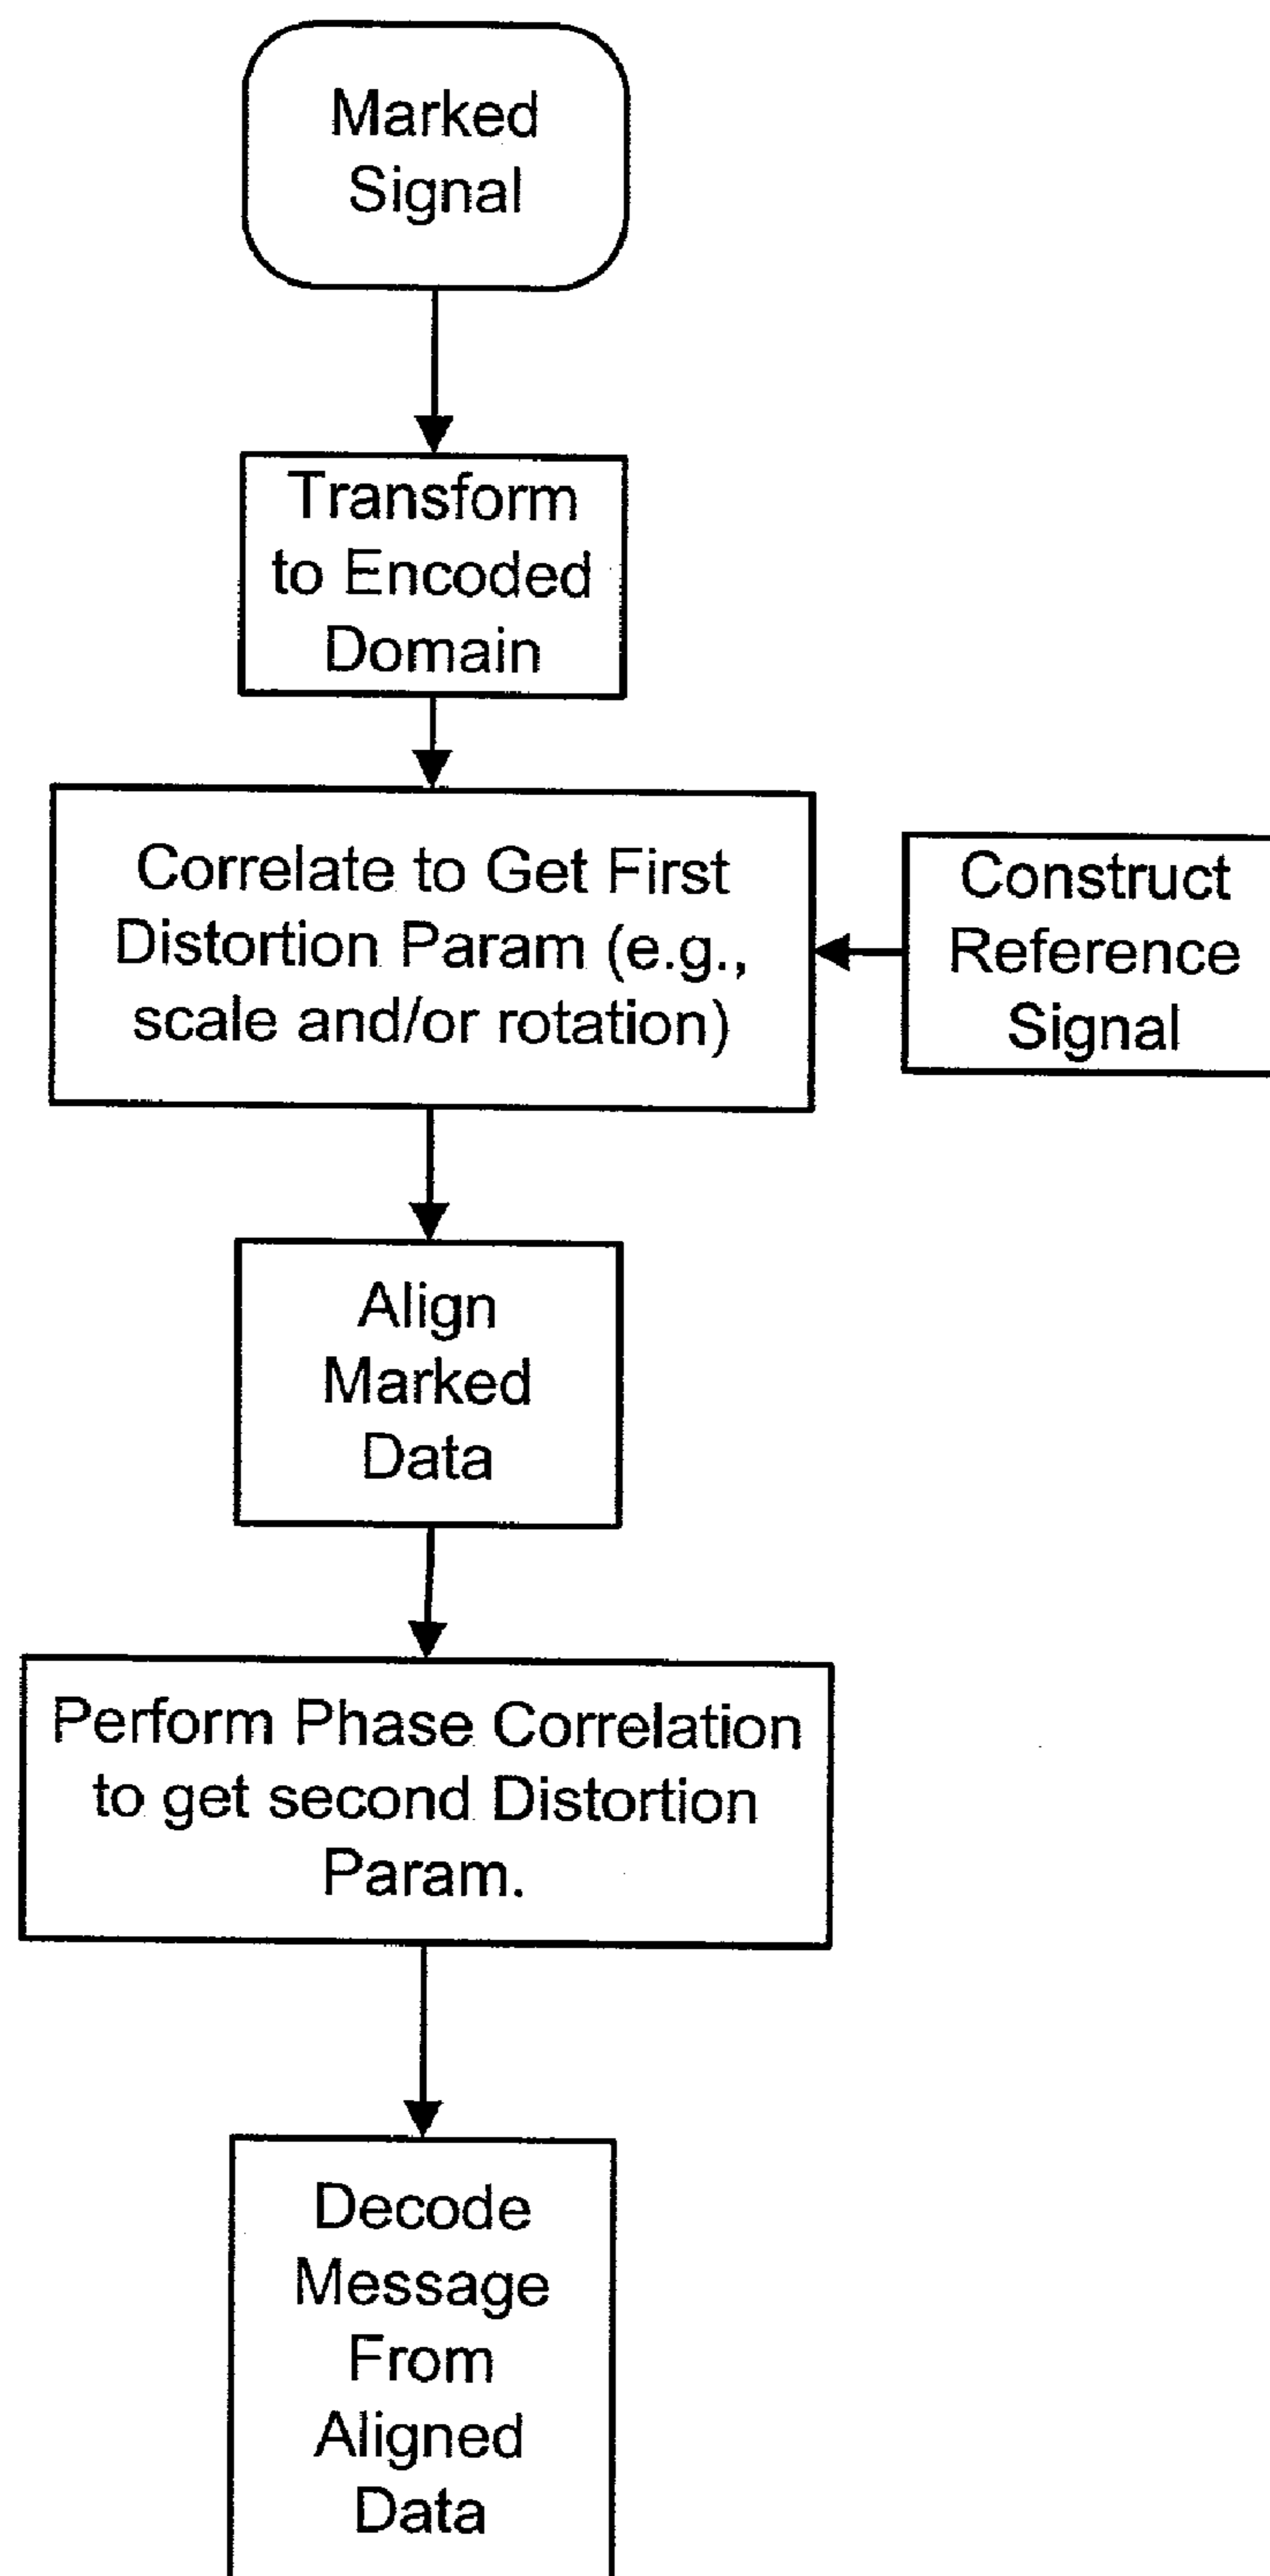 Marked
Signal
Transform
to Encoded
Domain
Correlate to Get First
Distortion Param (e.g.,
scale and/or rotation)
Construct
Reference
Signal
Align
Marked
Data
Perform Phase Correlation
to get second Distortion
Param.
Decode
Message
From
Aligned
Data